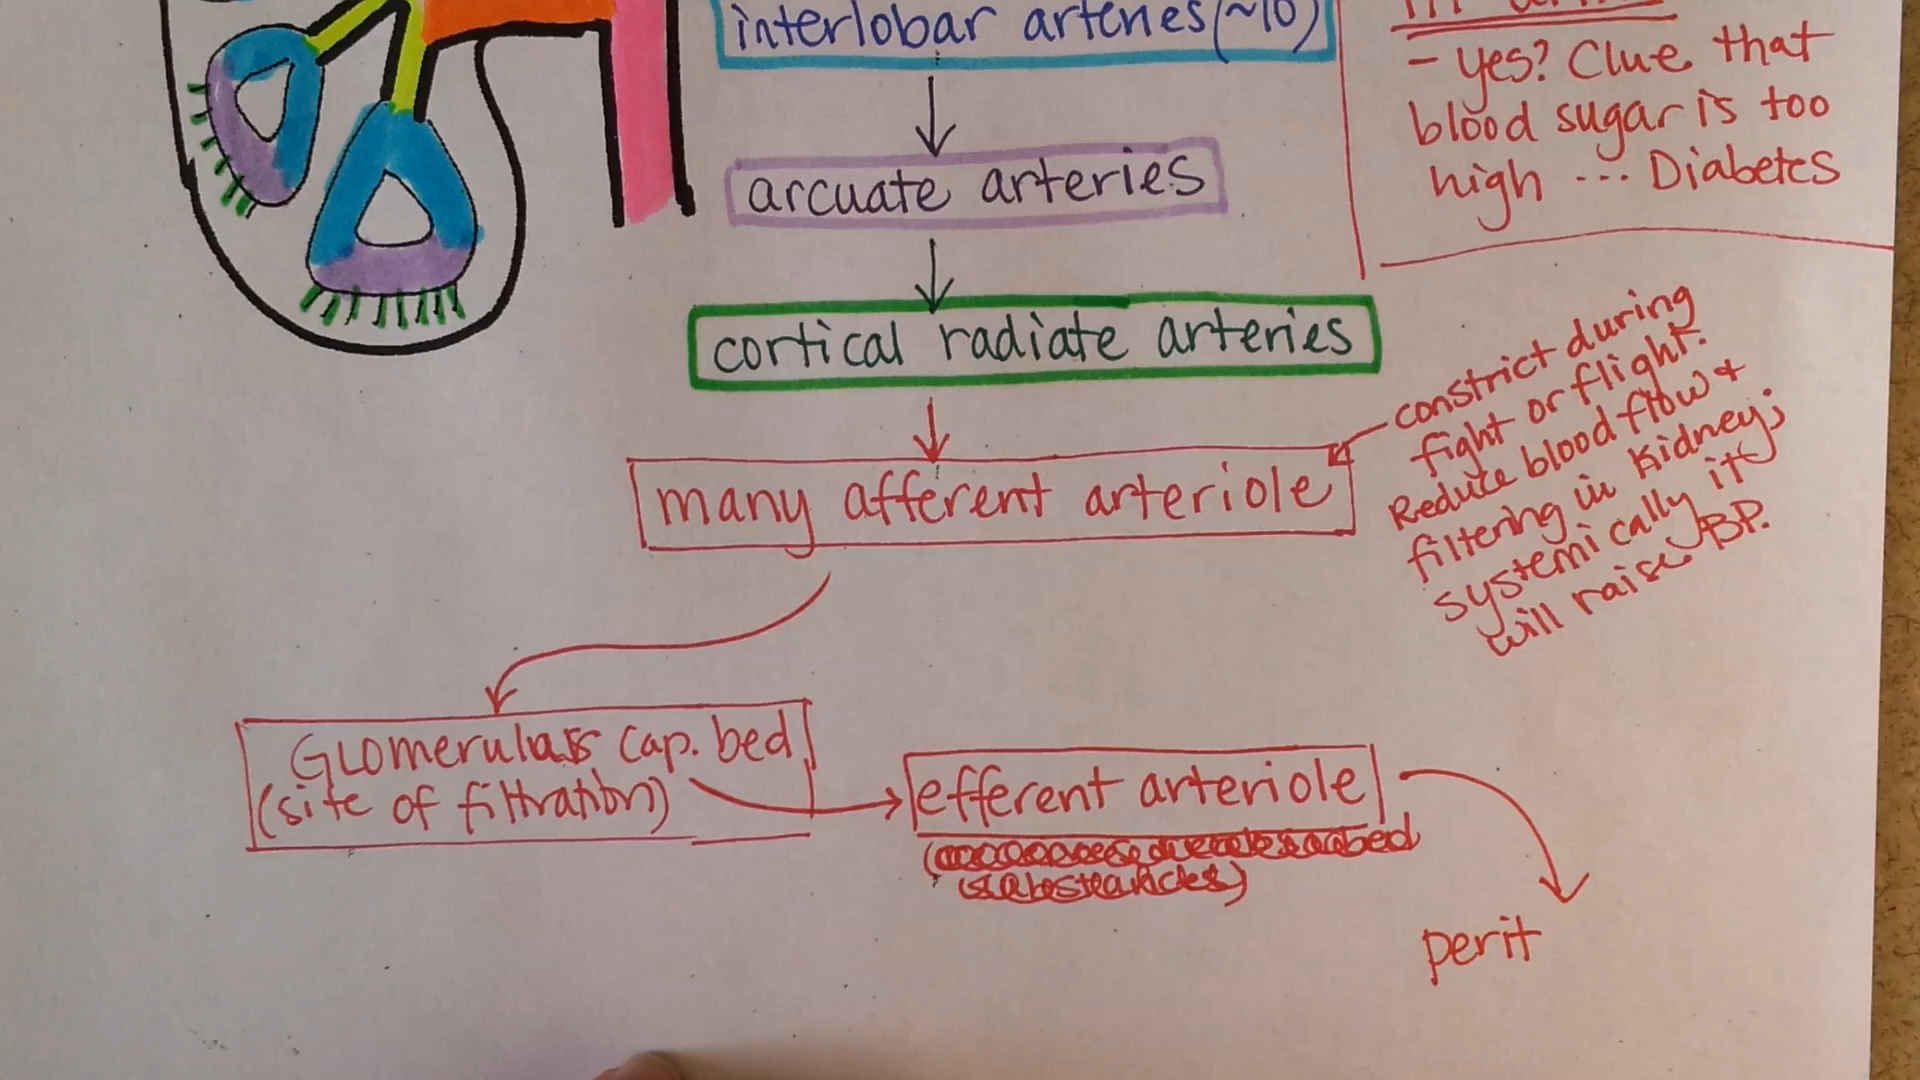 interlobar arteries (~10)
arcuate arteries
cortical radiate arteries
many afferent arteriole
Glomerular cap. bed
(site of filtration)
efferent arteriole
perit
- yes? Clue that
blood sugar is too
high ... Diabetes
constrict during
fight or flight.
Reduce blood flow +
filtering in kidney;
systemically it
will raise BP.